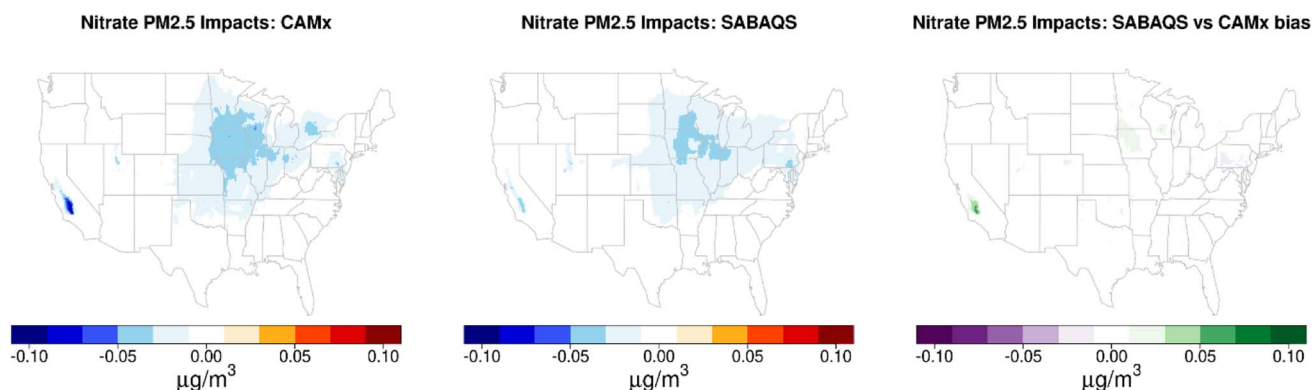 Nitrate PM2.5 Impacts: CAMx
Nitrate PM2.5 Impacts: SABAQS
Nitrate PM2.5 Impacts: SABAQS vs CAMx bias
-0.10 -0.05 0.00 0.05 0.10
μg/m³
-0.10 -0.05 0.00 0.05 0.10
μg/m³
-0.10 -0.05 0.00 0.05 0.10
μg/m³